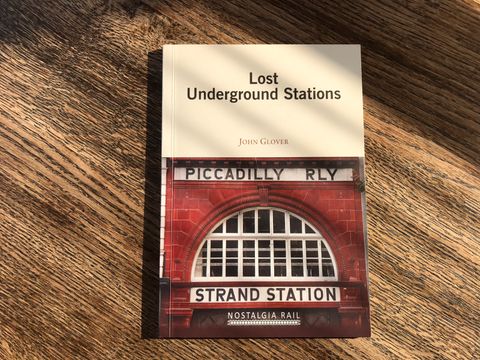 Lost
Underground Stations
John Glover
PICCADILLY RLY
STRAND STATION
NOSTALGIA RAIL